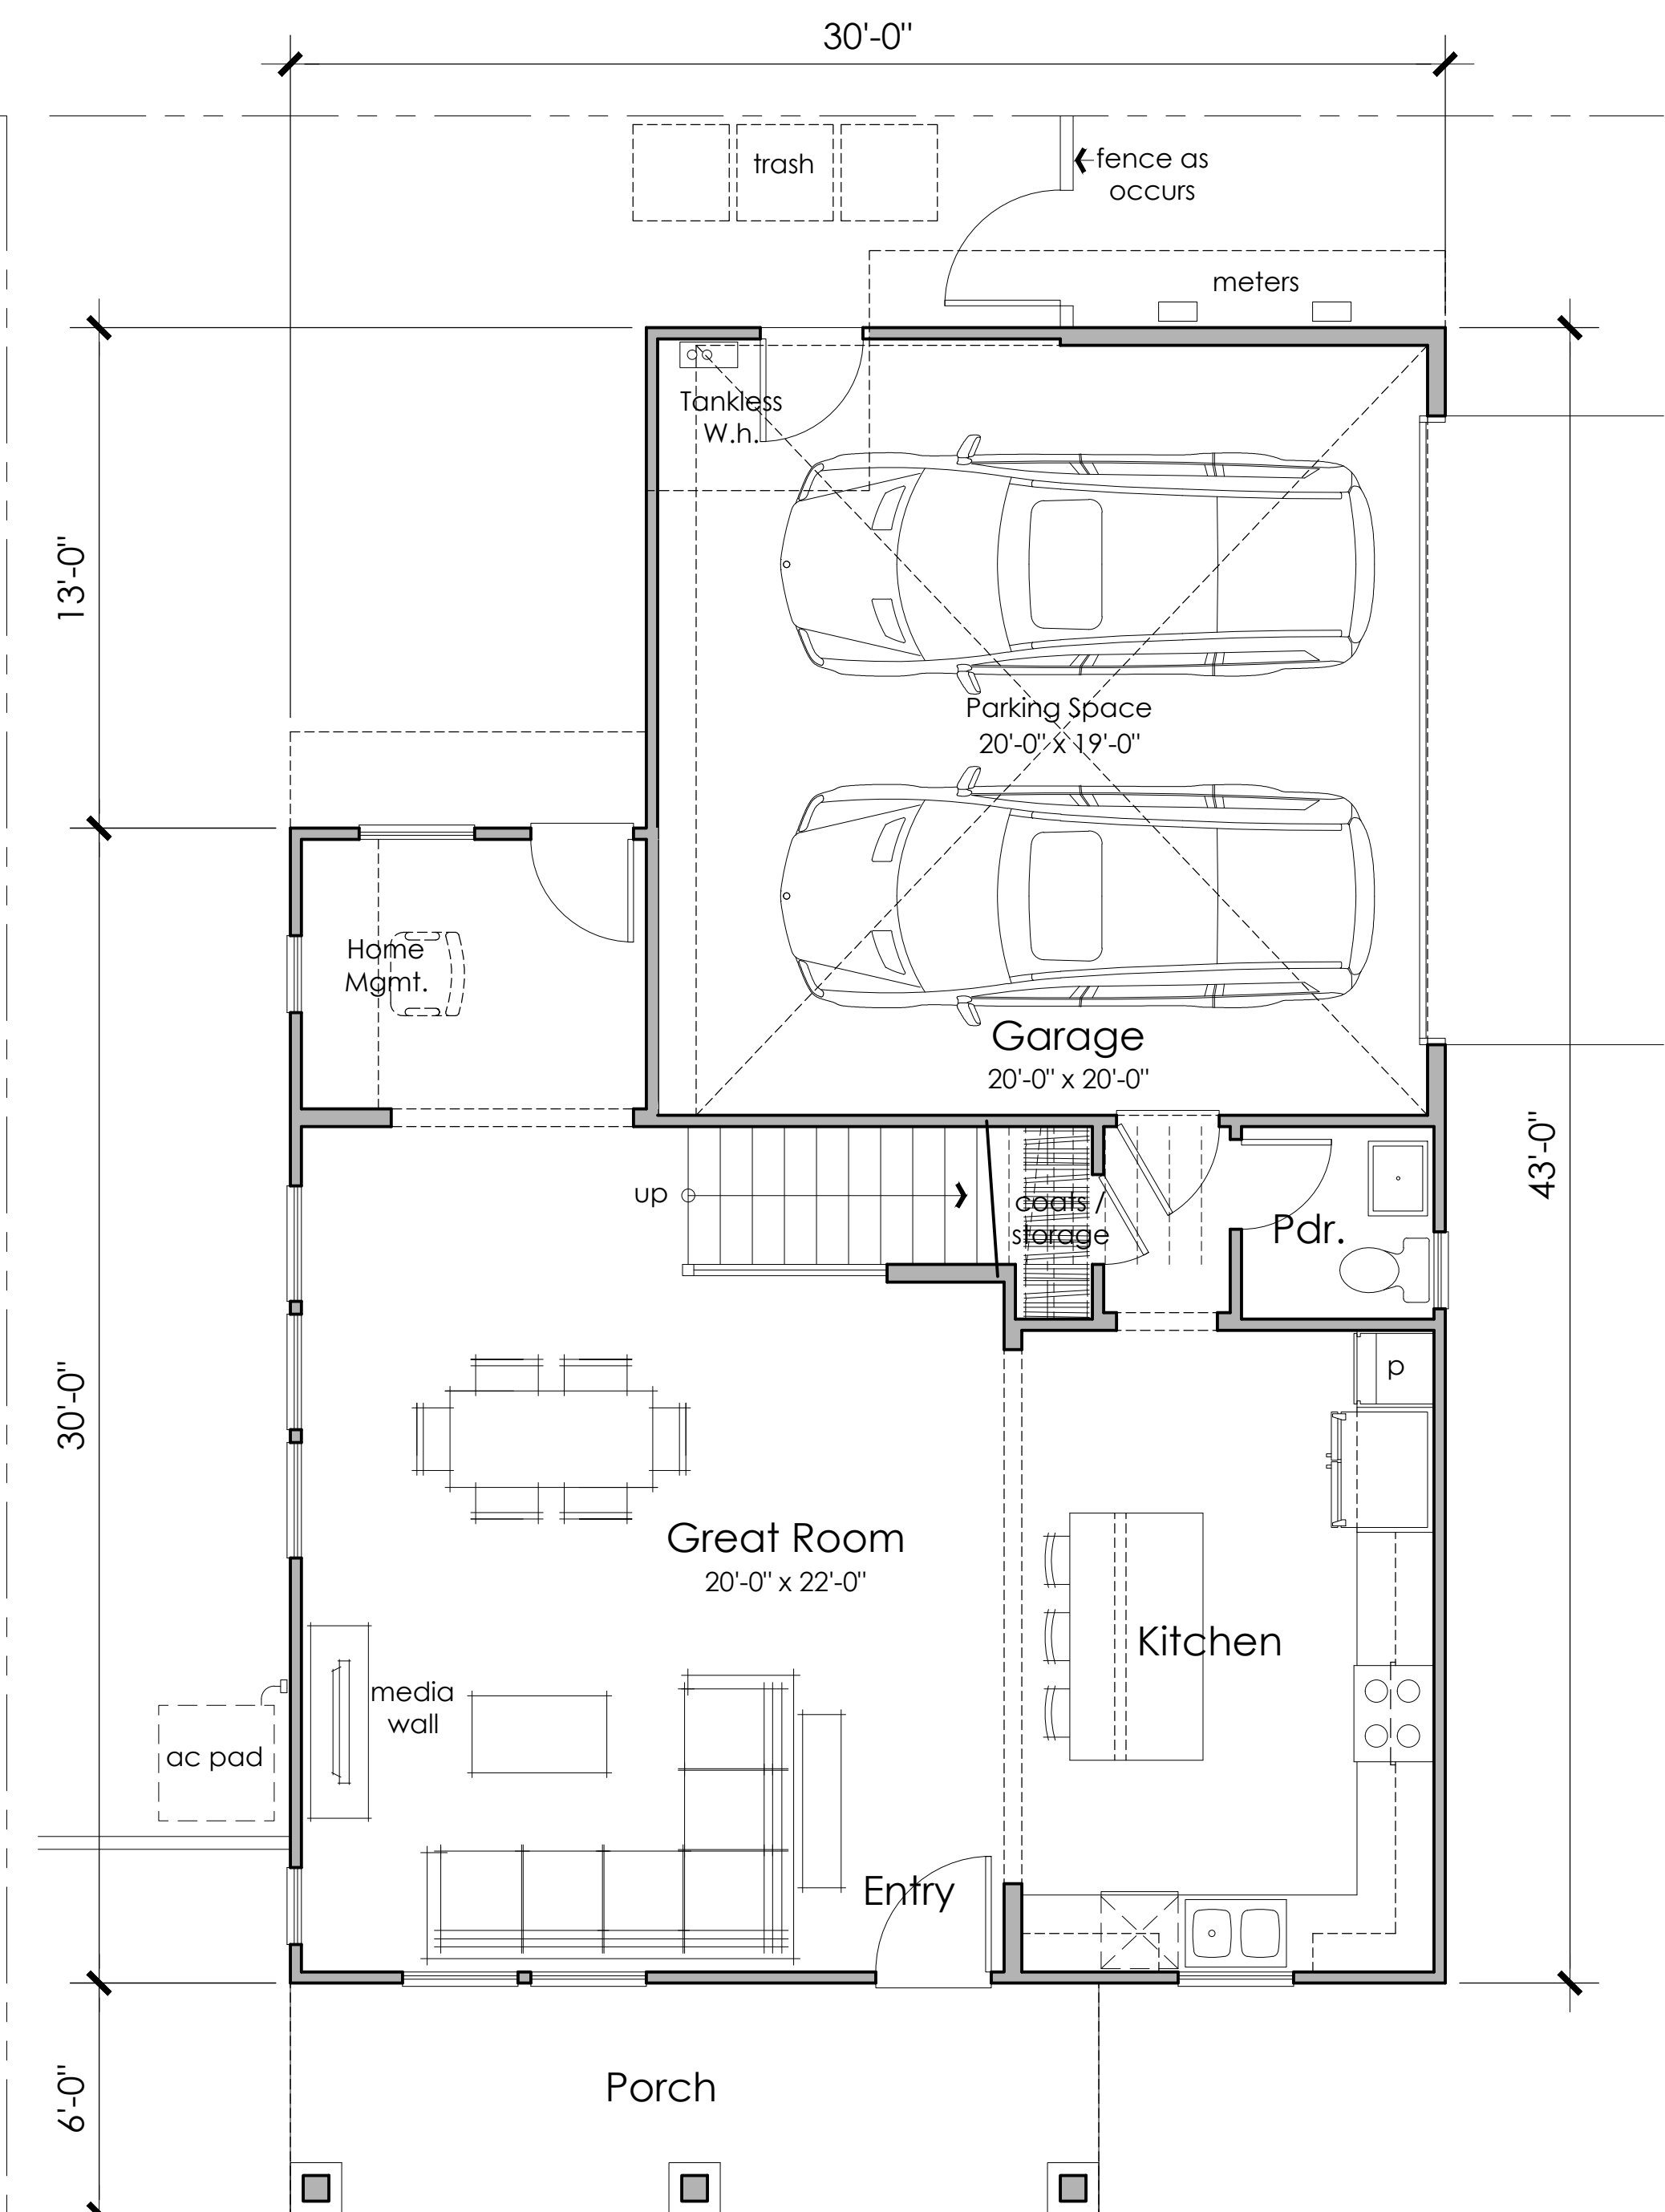 30'-0"
trash
fence as
occurs
meters
Tankless
W.h.
13'-0"
Parking Space
20'-0" x 19'-0"
Home
Mgmt.
Garage
20'-0" x 20'-0"
43'-0"
up
coats /
storage
Pdr.
p
30'-0"
Great Room
20'-0" x 22'-0"
Kitchen
media
wall
ac pad
Entry
Porch
6'-0"